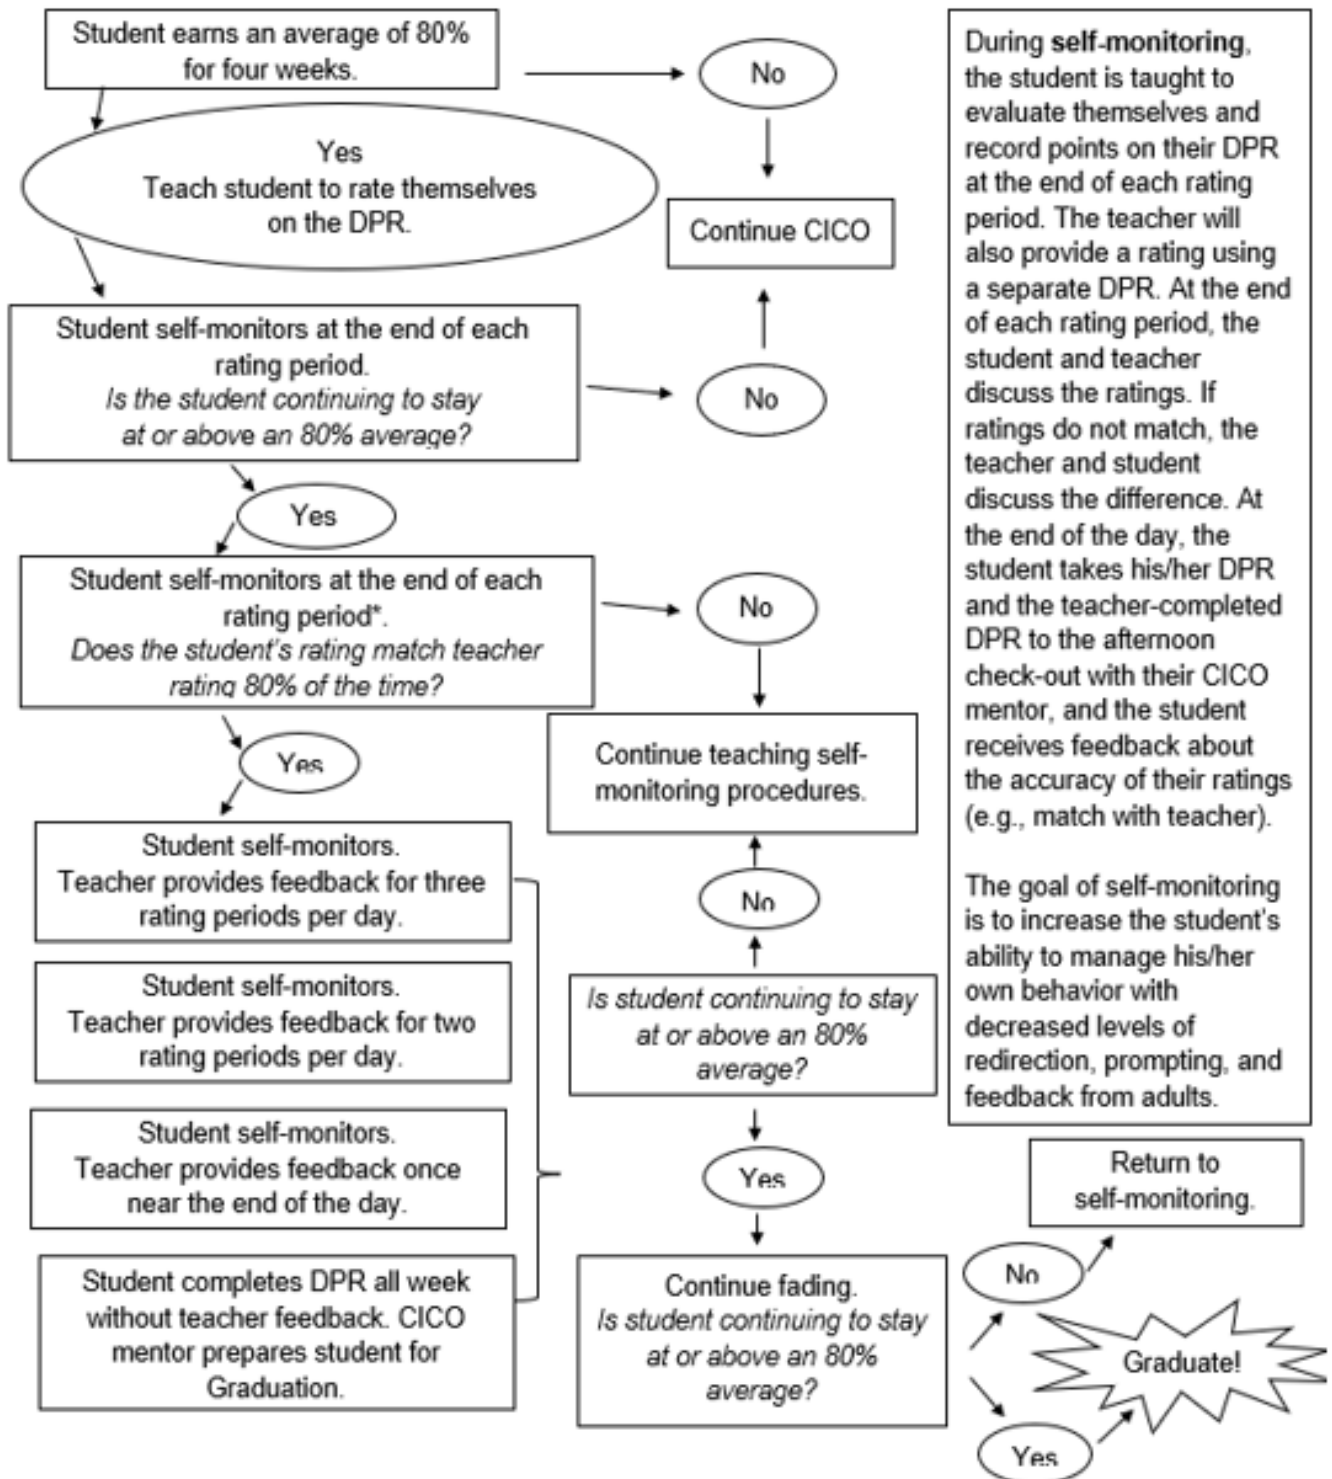 Student earns an average of 80%
for four weeks.
No
Yes
Teach student to rate themselves
on the DPR.
Continue CICO
Student self-monitors at the end of each
rating period.
Is the student continuing to stay
at or above an 80% average?
No
Yes
Student self-monitors at the end of each
rating period*.
Does the student's rating match teacher
rating 80% of the time?
No
Yes
Continue teaching self-
monitoring procedures.
Student self-monitors.
Teacher provides feedback for three
rating periods per day.
No
Student self-monitors.
Teacher provides feedback for two
rating periods per day.
Is student continuing to stay
at or above an 80%
average?
Student self-monitors.
Teacher provides feedback once
near the end of the day.
Yes
Student completes DPR all week
without teacher feedback. CICO
mentor prepares student for
Graduation.
Continue fading.
Is student continuing to stay
at or above an 80%
average?
No
Return to
self-monitoring.
Yes
Graduate!
During self-monitoring,
the student is taught to
evaluate themselves and
record points on their DPR
at the end of each rating
period. The teacher will
also provide a rating using
a separate DPR. At the end
of each rating period, the
student and teacher
discuss the ratings. If
ratings do not match, the
teacher and student
discuss the difference. At
the end of the day, the
student takes his/her DPR
and the teacher-completed
DPR to the afternoon
check-out with their CICO
mentor, and the student
receives feedback about
the accuracy of their ratings
(e.g., match with teacher).
The goal of self-monitoring
is to increase the student's
ability to manage his/her
own behavior with
decreased levels of
redirection, prompting, and
feedback from adults.